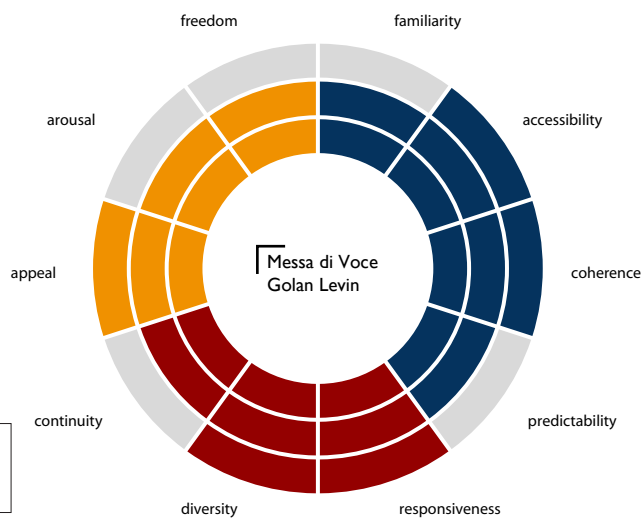 freedom
familiarity
arousal
accessibility
Messa di Voce
Golan Levin
appeal
coherence
continuity
predictability
diversity
responsiveness